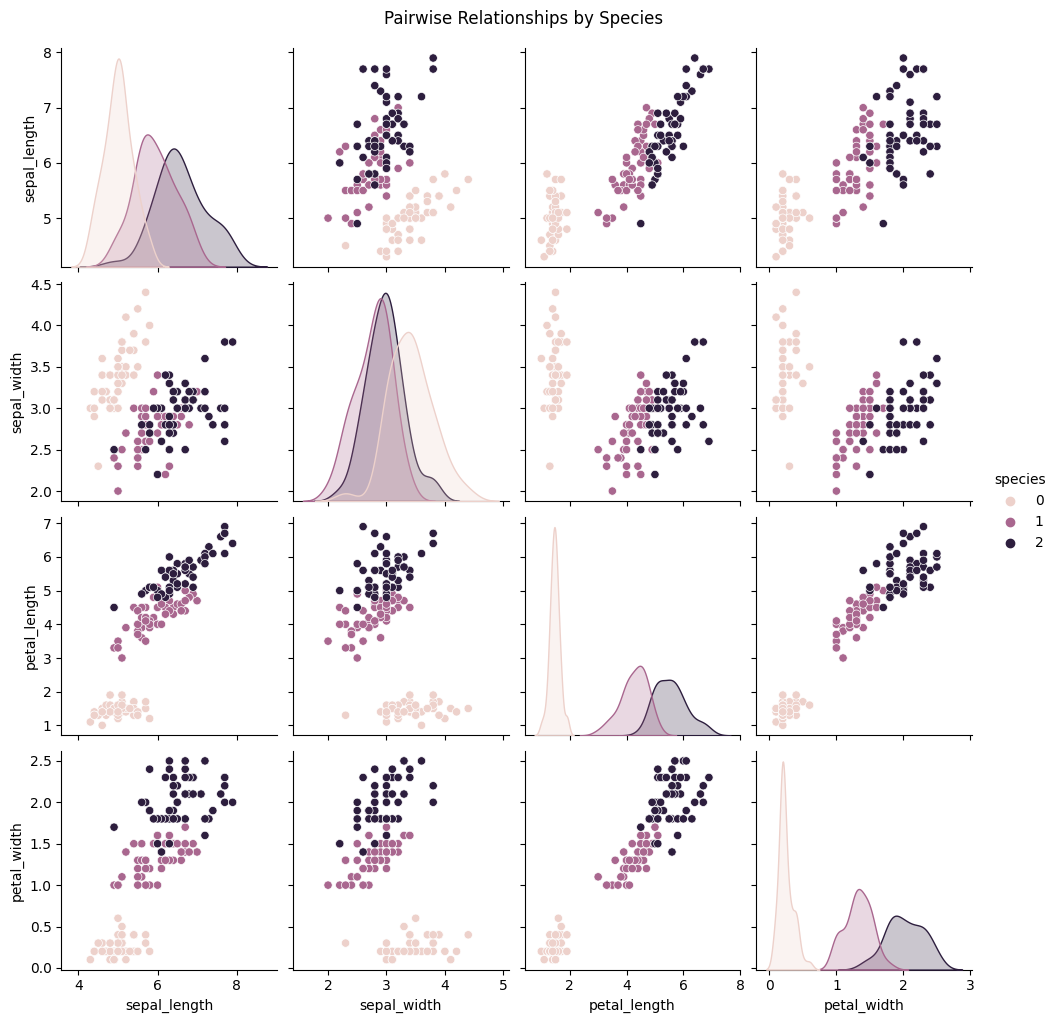 Pairwise Relationships by Species
sepal_length
8
7
6
5
sepal_width
4.5
4.0
3.5
3.0
2.5
2.0
species
0
1
2
petal_length
7
6
5
4
3
2
1
petal_width
2.5
2.0
1.5
1.0
0.5
0.0
4 6 8
2 3 4 5
2 4 6 8
0 1 2 3
sepal_length
sepal_width
petal_length
petal_width